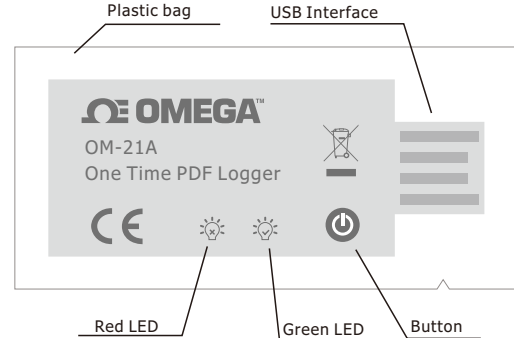 Plastic bag
USB Interface
OMEGA™
OM-21A
One Time PDF Logger
CE
Red LED
Green LED
Button